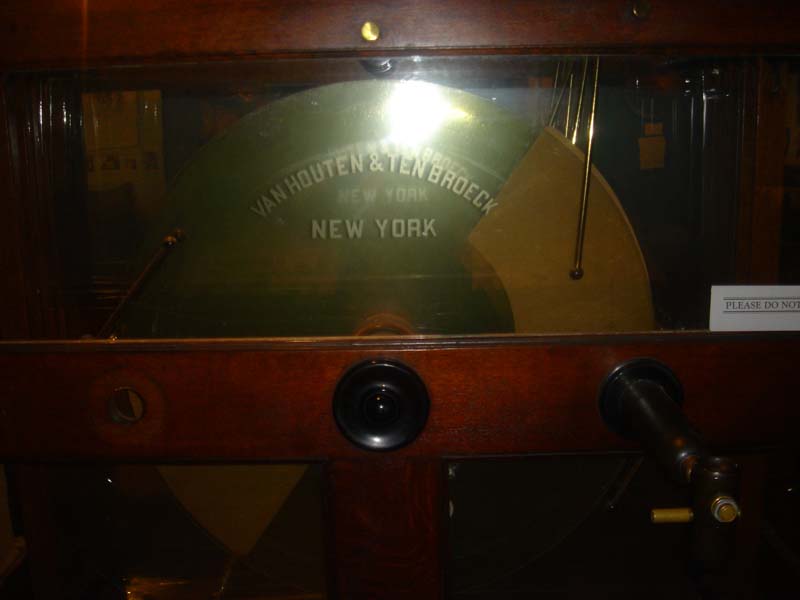 VAN HOUTEN & TEN BROECK
NEW YORK
NEW YORK
PLEASE DO NOT